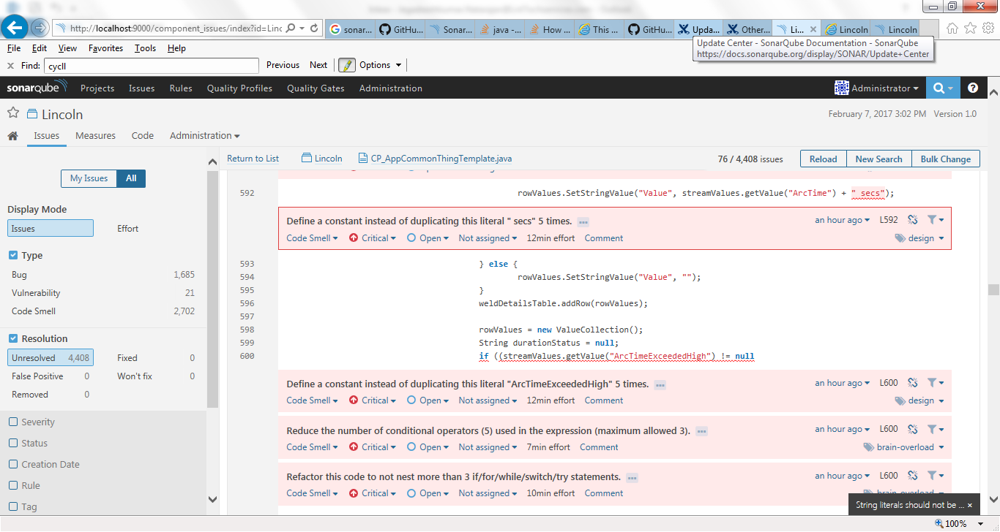 http://localhost:9000/component_issues/index?id=Linc
sonar...
GitHu...
Sonar...
java -...
How ...
This ...
GitHu...
Upda...
Other...
Li...
Lincoln
Lincoln
File Edit View Favorites Tools Help
Update Center - SonarQube Documentation - SonarQube
https://docs.sonarqube.org/display/SONAR/Update+Center
Find: cycll Previous Next Options
sonarqube Projects Issues Rules Quality Profiles Quality Gates Administration Administrator ?
Lincoln
February 7, 2017 3:02 PM Version 1.0
Issues Measures Code Administration
Return to List Lincoln CP_AppCommonThingTemplate.java 76 / 4,408 issues Reload New Search Bulk Change
My Issues All
Display Mode
Issues Effort
Type
Bug 1,685
Vulnerability 21
Code Smell 2,702
Resolution
Unresolved 4,408 Fixed 0
False Positive 0 Won't fix 0
Removed 0
Severity
Status
Creation Date
Rule
Tag
592 rowValues.SetStringValue("Value", streamValues.getValue("ArcTime") + " secs");
Define a constant instead of duplicating this literal " secs" 5 times. ... an hour ago L592
Code Smell Critical Open Not assigned 12min effort Comment design
593 } else {
594 rowValues.SetStringValue("Value", "");
595 }
596 weldDetailsTable.addRow(rowValues);
597
598 rowValues = new ValueCollection();
599 String durationStatus = null;
600 if ((streamValues.getValue("ArcTimeExceededHigh") != null
Define a constant instead of duplicating this literal "ArcTimeExceededHigh" 5 times. ... an hour ago L600
Code Smell Critical Open Not assigned 12min effort Comment design
Reduce the number of conditional operators (5) used in the expression (maximum allowed 3). ... an hour ago L600
Code Smell Critical Open Not assigned 7min effort Comment brain-overload
Refactor this code to not nest more than 3 if/for/while/switch/try statements. ... an hour ago L600
Code Smell Critical Open Not assigned 10min effort Comment brain-overload
String literals should not be ... ×
100%